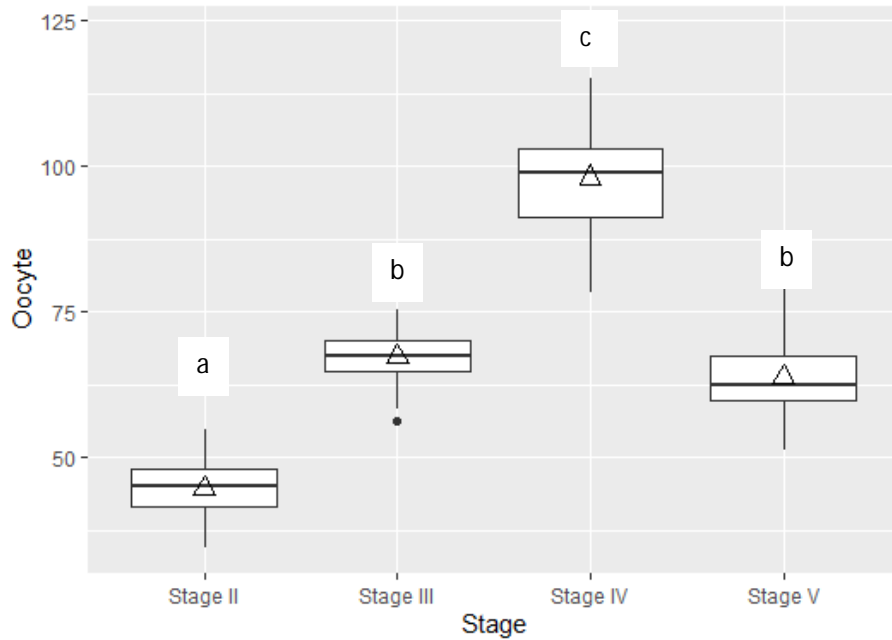 125
c
100
b
b
75
a
50
Oocyte
Stage II
Stage III
Stage IV
Stage V
Stage